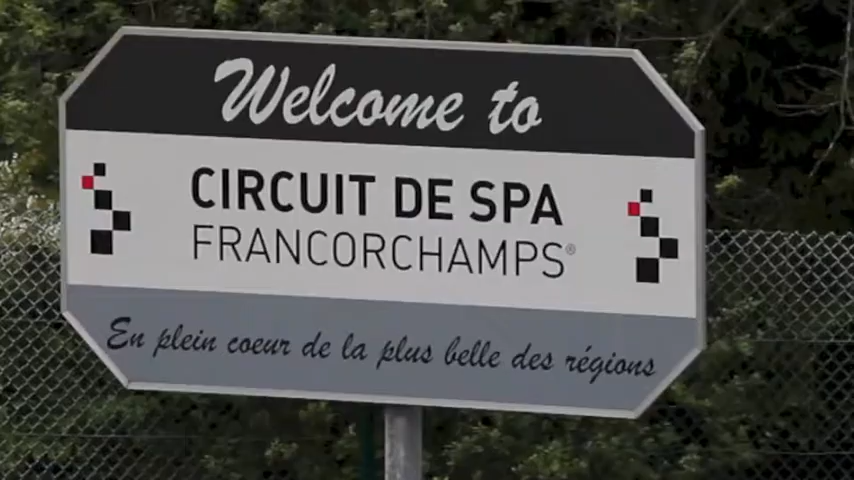 Welcome to
CIRCUIT DE SPA
FRANCORCHAMPS®
En plein coeur de la plus belle des régions